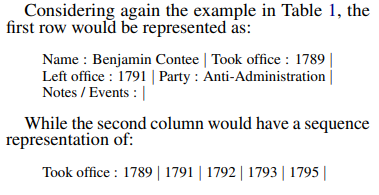 Considering again the example in Table 1, the
first row would be represented as:
Name : Benjamin Contee | Took office : 1789 |
Left office : 1791 | Party : Anti-Administration |
Notes / Events : |
While the second column would have a sequence
representation of:
Took office : 1789 | 1791 | 1792 | 1793 | 1795 |